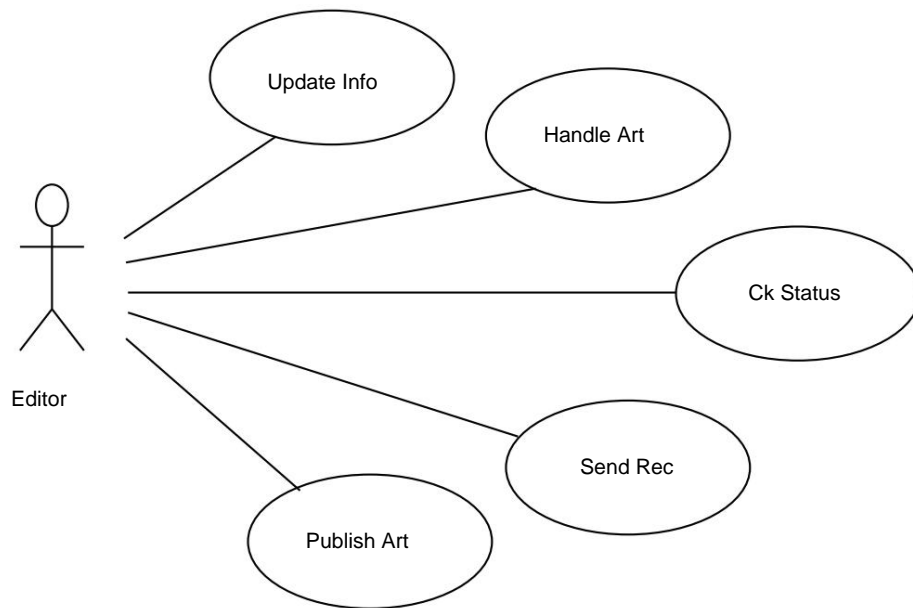 Update Info
Handle Art
Ck Status
Editor
Send Rec
Publish Art